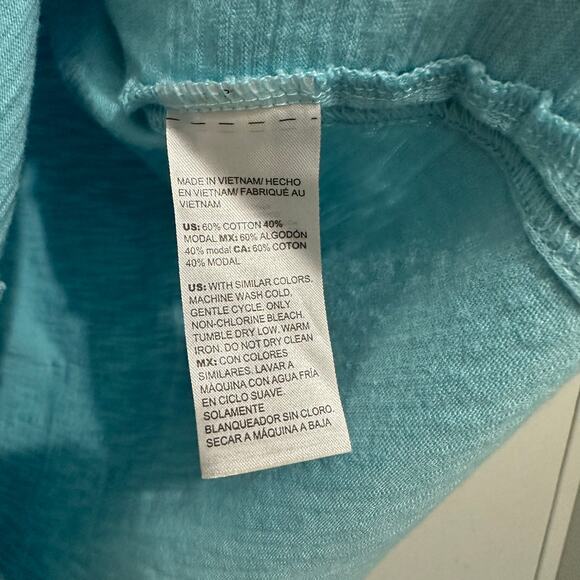 MADE IN VIETNAM/ HECHO
EN VIETNAM/ FABRIQUÉ AU
VIETNAM
US: 60% COTTON 40%
MODAL MX: 60% ALGODÓN
40% modal CA: 60% COTON
40% MODAL
US: WITH SIMILAR COLORS.
MACHINE WASH COLD,
GENTLE CYCLE. ONLY
NON-CHLORINE BLEACH.
TUMBLE DRY LOW. WARM
IRON. DO NOT DRY CLEAN
MX: CON COLORES
SIMILARES. LAVAR A
MÁQUINA CON AGUA FRÍA
EN CICLO SUAVE.
SOLAMENTE
BLANQUEADOR SIN CLORO.
SECAR A MÁQUINA A BAJA